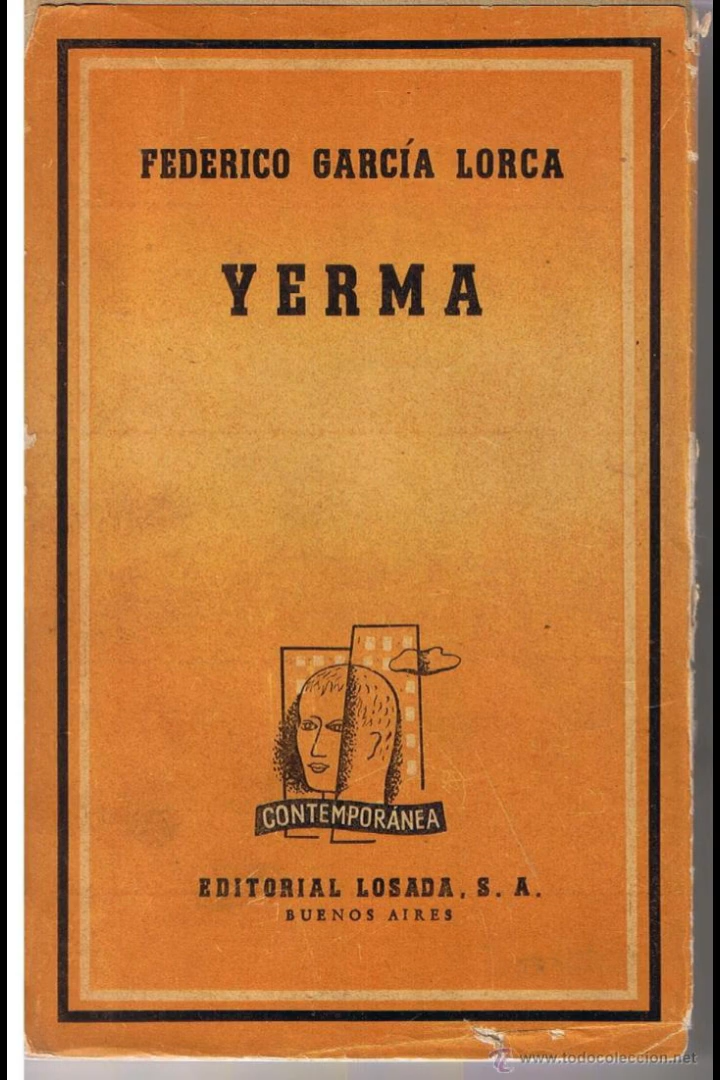 FEDERICO GARCÍA LORCA
YERMA
CONTEMPORÁNEA
EDITORIAL LOSADA, S. A.
BUENOS AIRES
www.todocoleccion.net